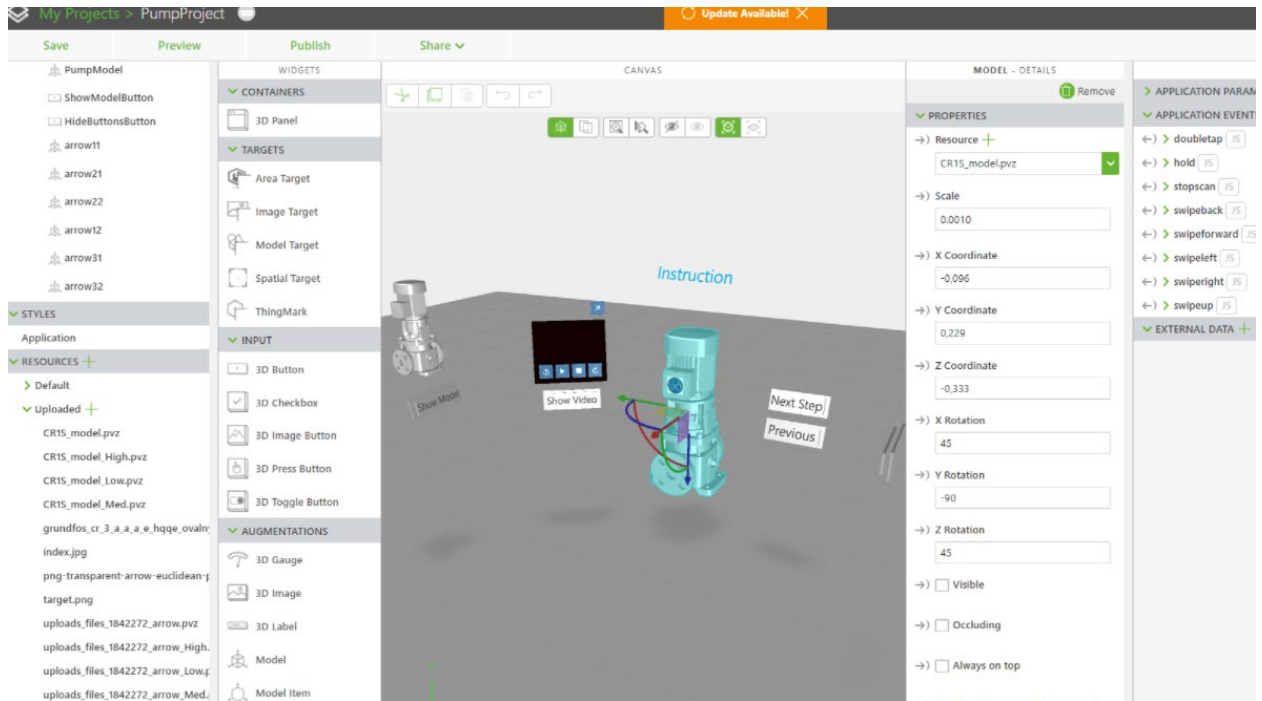 My Projects > PumpProject
Update Available!
Save
Preview
Publish
Share
PumpModel
ShowModelButton
HideButtonsButton
arrow11
arrow21
arrow22
arrow12
arrow31
arrow32
STYLES
Application
RESOURCES
Default
Uploaded
CR1S_model.pvz
CR1S_model_High.pvz
CR1S_model_Low.pvz
CR1S_model_Med.pvz
grundfos_cr_3_a_a_a_e_hqqe_ovaln
index.jpg
png-transparent-arrow-euclidean-
target.png
uploads_files_1842272_arrow.pvz
uploads_files_1842272_arrow_High.
uploads_files_1842272_arrow_Low.
uploads_files_1842272_arrow_Med.
WIDGETS
CONTAINERS
3D Panel
TARGETS
Area Target
Image Target
Model Target
Spatial Target
ThingMark
INPUT
3D Button
3D Checkbox
3D Image Button
3D Press Button
3D Toggle Button
AUGMENTATIONS
3D Gauge
3D Image
3D Label
Model
Model Item
CANVAS
Instruction
Show Model
Show Video
Next Step
Previous
MODEL - DETAILS
Remove
PROPERTIES
Resource
CR1S_model.pvz
Scale
0.0010
X Coordinate
-0,096
Y Coordinate
0,229
Z Coordinate
-0,333
X Rotation
45
Y Rotation
-90
Z Rotation
45
Visible
Occluding
Always on top
APPLICATION PARAM
APPLICATION EVENT
doubletap JS
hold JS
stopscan JS
swipeback JS
swipeforward JS
swipeleft JS
swiperight JS
swipeup JS
EXTERNAL DATA